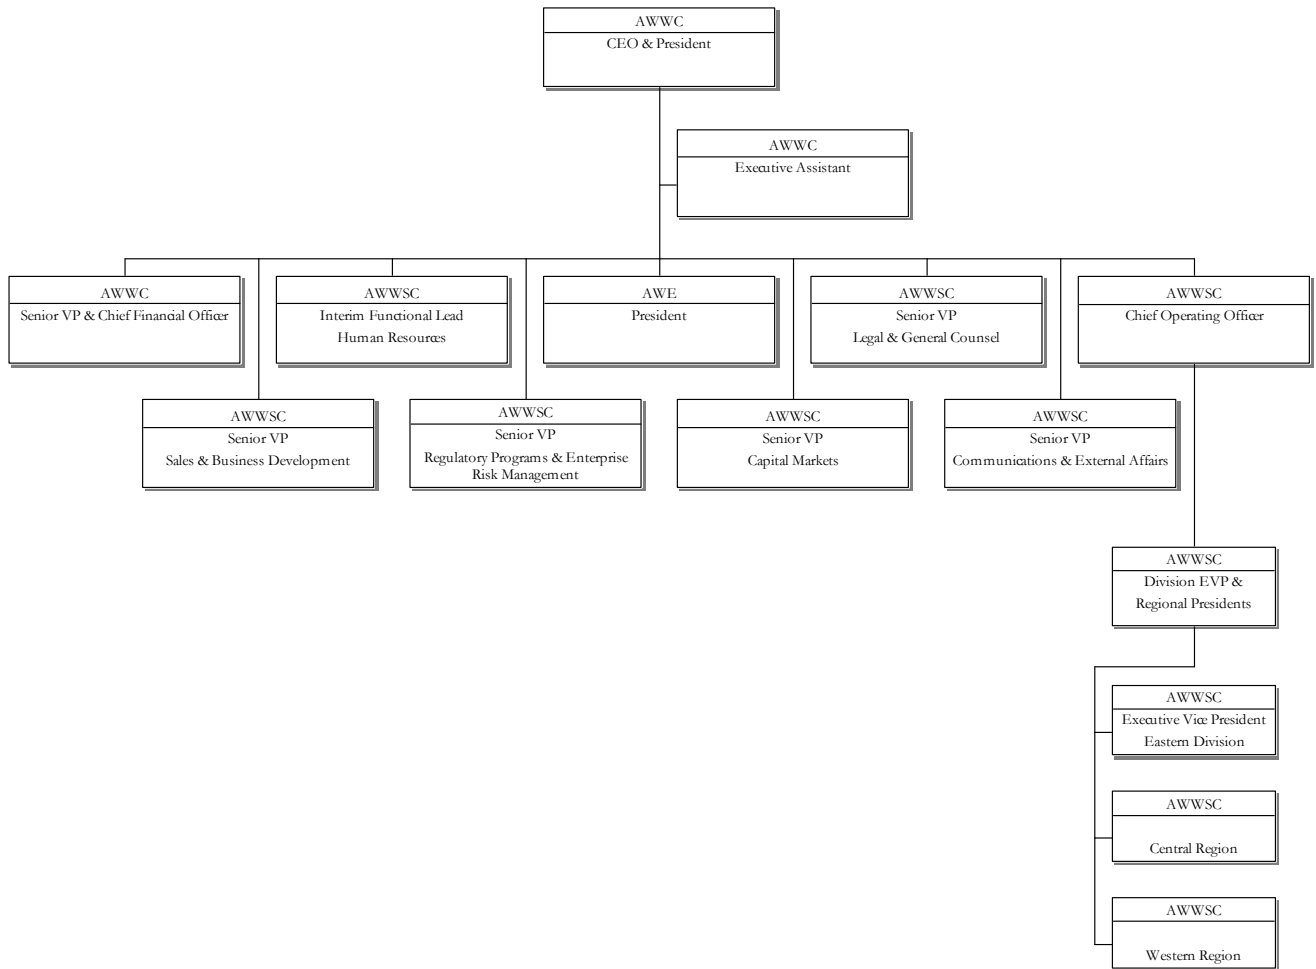 AWWC
CEO & President
AWWC
Executive Assistant
AWWC
Senior VP & Chief Financial Officer
AWWSC
Interim Functional Lead
Human Resources
AWE
President
AWWSC
Senior VP
Legal & General Counsel
AWWSC
Chief Operating Officer
AWWSC
Senior VP
Sales & Business Development
AWWSC
Senior VP
Regulatory Programs & Enterprise
Risk Management
AWWSC
Senior VP
Capital Markets
AWWSC
Senior VP
Communications & External Affairs
AWWSC
Division EVP &
Regional Presidents
AWWSC
Executive Vice President
Eastern Division
AWWSC
Central Region
AWWSC
Western Region